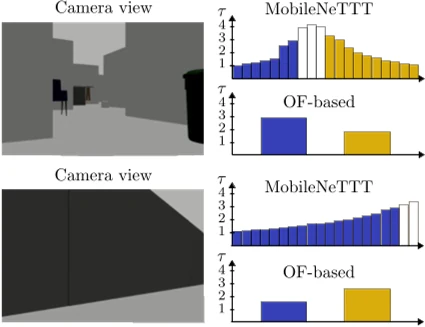 Camera view
τ MobileNeTTT
4
3
2
1
τ
4 OF-based
3
2
1
Camera view
τ MobileNeTTT
4
3
2
1
τ
4 OF-based
3
2
1